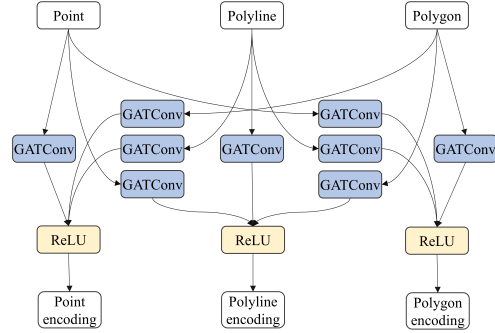 Point Polyline Polygon
GATConv GATConv
GATConv GATConv GATConv GATConv GATConv
GATConv GATConv
ReLU ReLU ReLU
Point Polyline Polygon
encoding encoding encoding